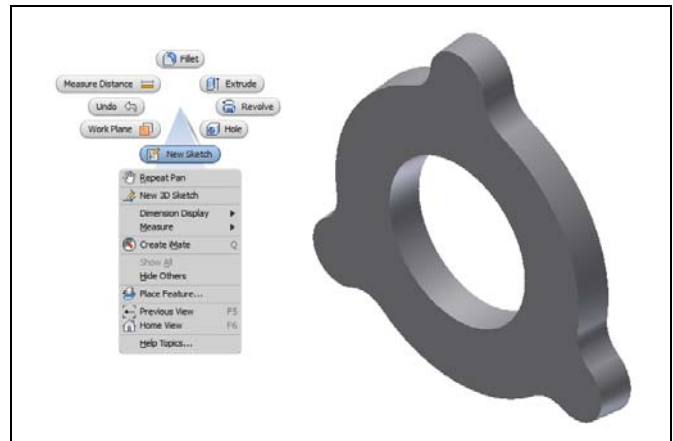 Fillet
Measure Distance
Extrude
Undo
Revolve
Work Plane
Hole
New Sketch
Repeat Pan
New 3D Sketch
Dimension Display
Measure
Create iMate Q
Show All
Hide Others
Place Feature...
Previous View F5
Home View F6
Help Topics...